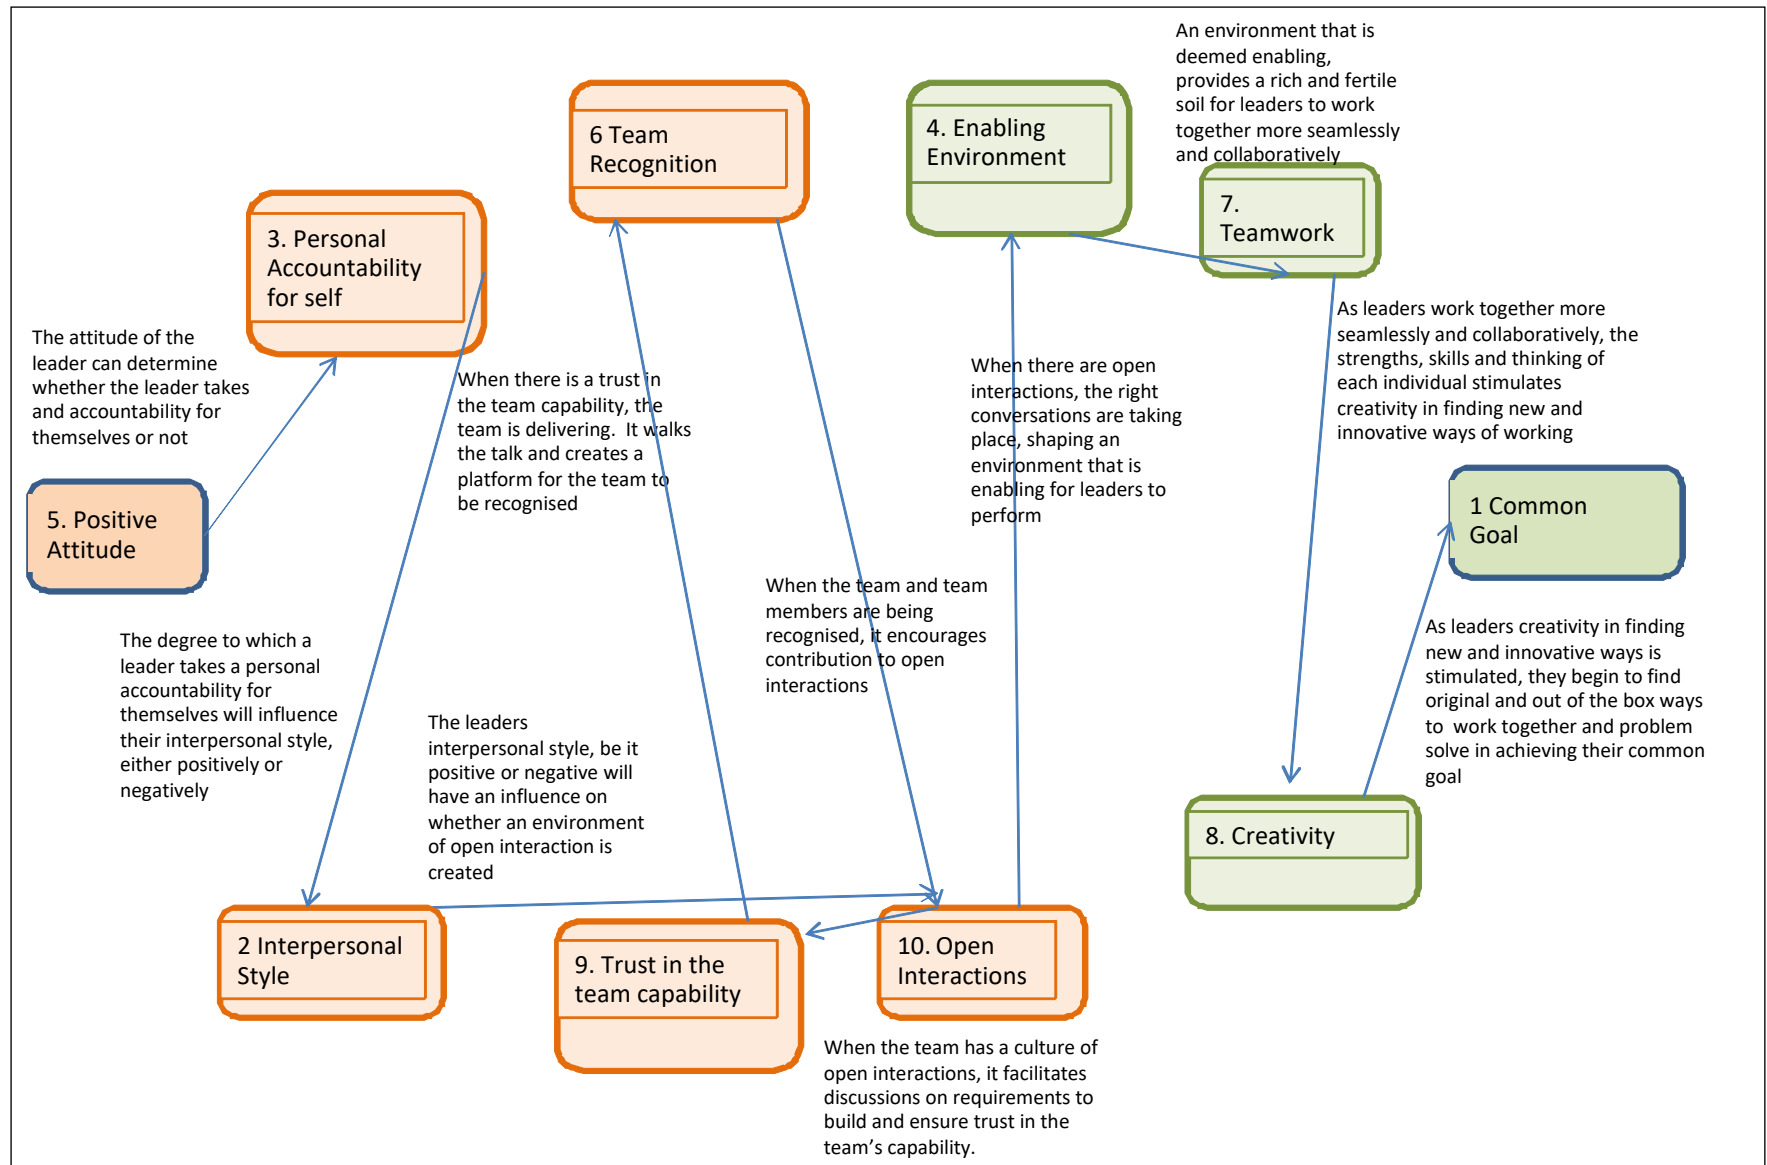 An environment that is
deemed enabling,
provides a rich and fertile
soil for leaders to work
together more seamlessly
and collaboratively
6 Team
Recognition
4. Enabling
Environment
7.
Teamwork
3. Personal
Accountability
for self
The attitude of the
leader can determine
whether the leader takes
and accountability for
themselves or not
When there is a trust in
the team capability, the
team is delivering.  It walks
the talk and creates a
platform for the team to
be recognised
When there are open
interactions, the right
conversations are taking
place, shaping an
environment that is
enabling for leaders to
perform
As leaders work together more
seamlessly and collaboratively, the
strengths, skills and thinking of
each individual stimulates
creativity in finding new and
innovative ways of working
5. Positive
Attitude
1 Common
Goal
When the team and team
members are being
recognised, it encourages
contribution to open
interactions
The degree to which a
leader takes a personal
accountability for
themselves will influence
their interpersonal style,
either positively or
negatively
The leaders
interpersonal style, be it
positive or negative will
have an influence on
whether an environment
of open interaction is
created
As leaders creativity in finding
new and innovative ways is
stimulated, they begin to find
original and out of the box ways
to  work together and problem
solve in achieving their common
goal
8. Creativity
2 Interpersonal
Style
9. Trust in the
team capability
10. Open
Interactions
When the team has a culture of
open interactions, it facilitates
discussions on requirements to
build and ensure trust in the
team’s capability.